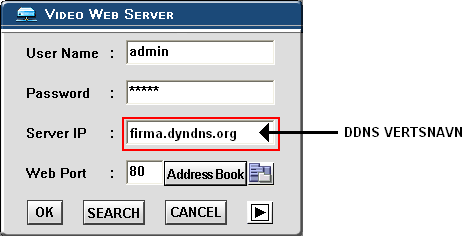 VIDEO WEB SERVER
User Name : admin
Password : *****
Server IP : firma.dyndns.org
DDNS VERTSNAVN
Web Port : 80 Address Book
OK SEARCH CANCEL